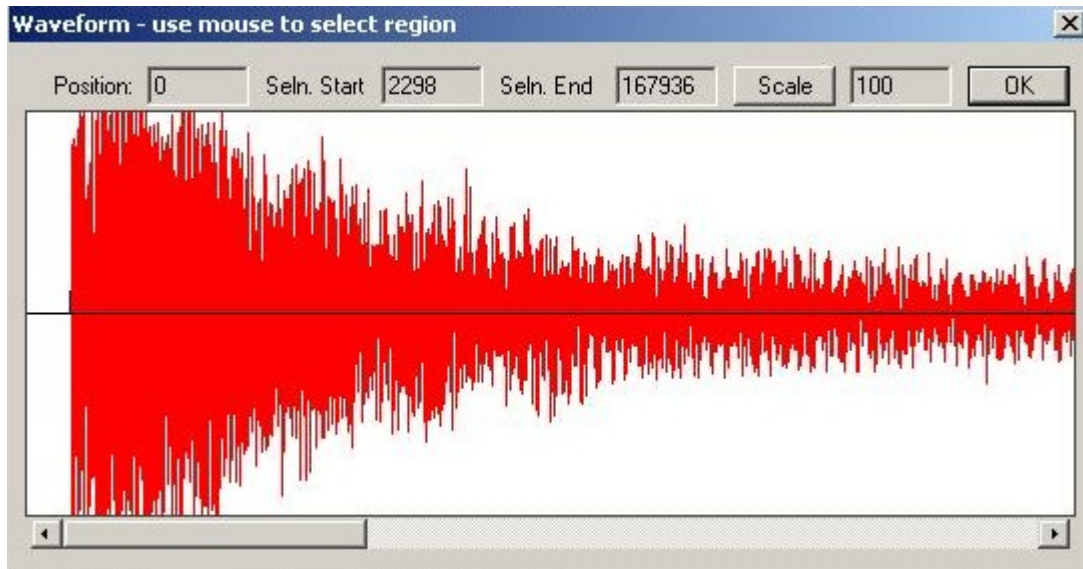 Waveform - use mouse to select region
Position: 0 Seln. Start 2298 Seln. End 167936 Scale 100 OK